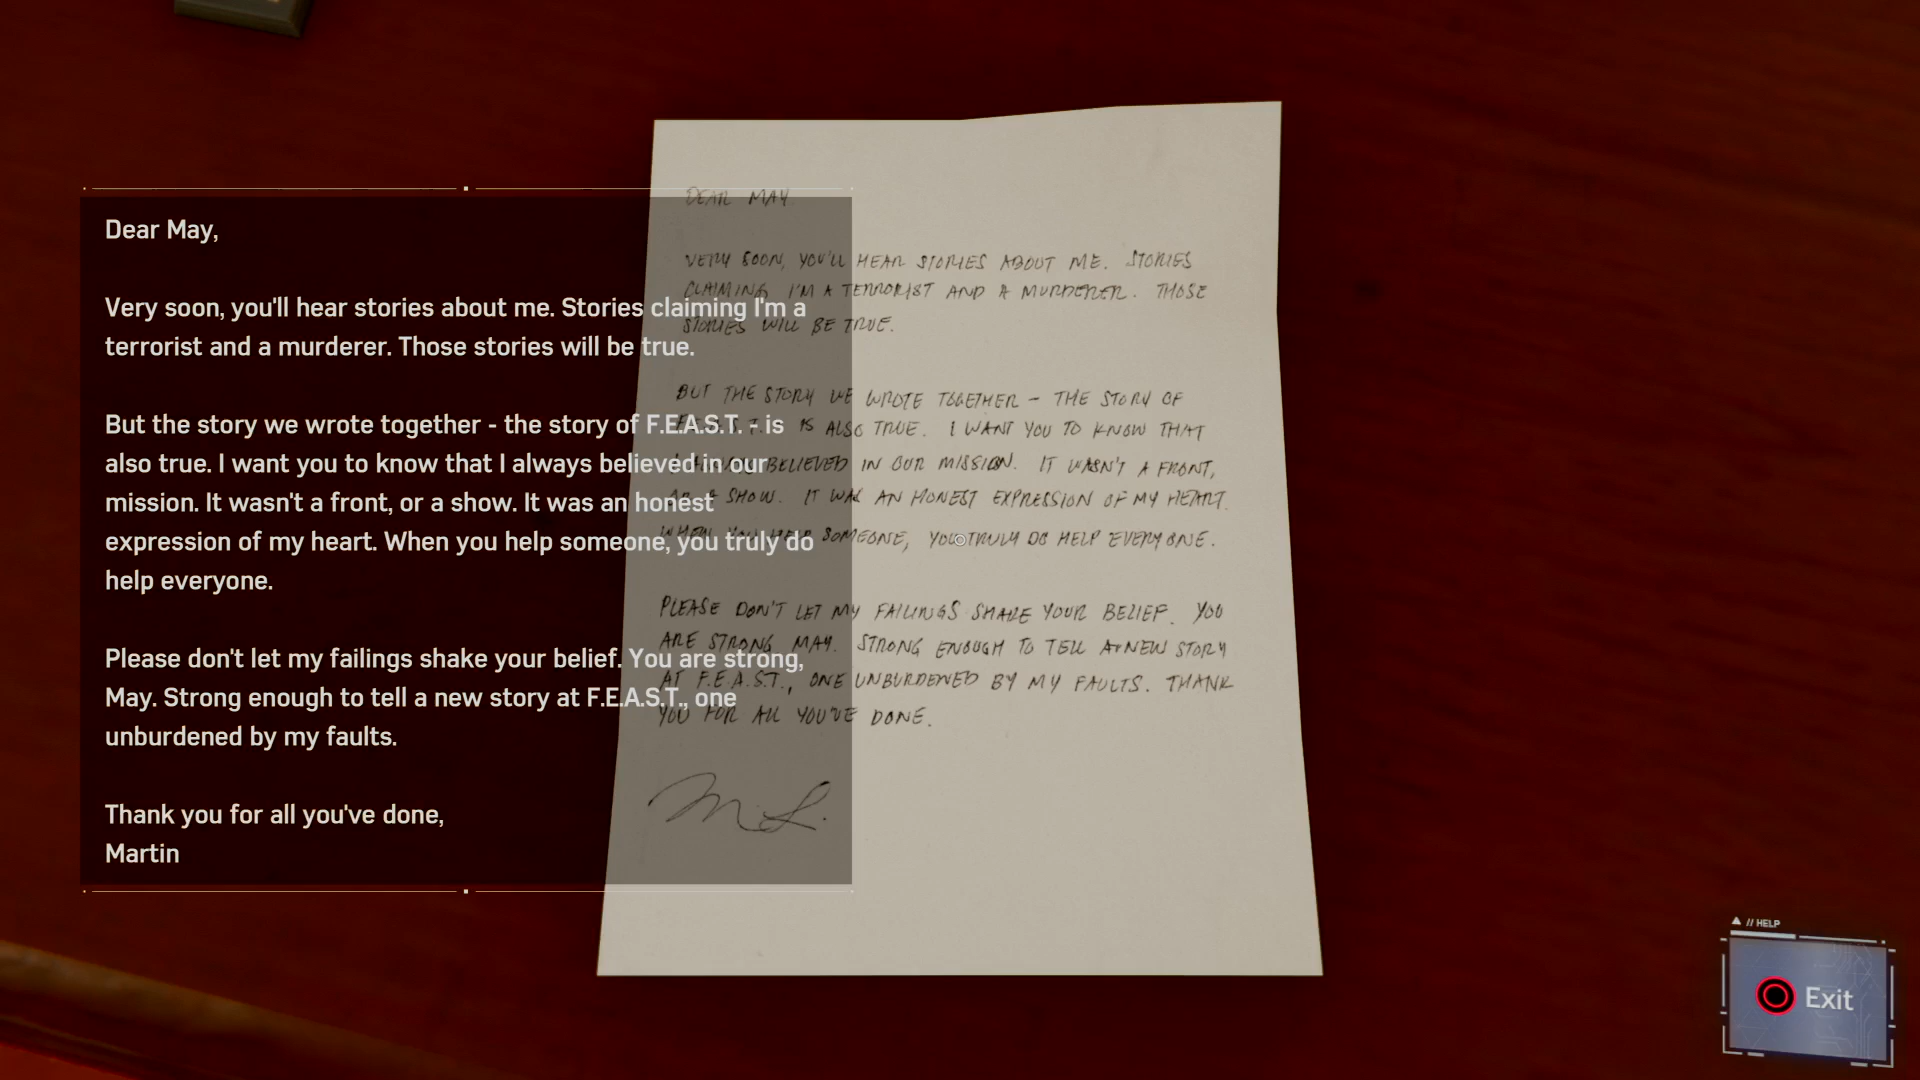 Dear May,
Very soon, you'll hear stories about me. Stories claiming I'm a
terrorist and a murderer. Those stories will be true.
But the story we wrote together - the story of F.E.A.S.T. - is
also true. I want you to know that I always believed in our
mission. It wasn't a front, or a show. It was an honest
expression of my heart. When you help someone, you truly do
help everyone.
Please don't let my failings shake your belief. You are strong,
May. Strong enough to tell a new story at F.E.A.S.T., one
unburdened by my faults.
Thank you for all you've done,
Martin
DEAR MAY.
VERY SOON, YOU'LL HEAR STORIES ABOUT ME. STORIES
CLAIMING I'M A TERRORIST AND A MURDERER. THOSE
STORIES WILL BE TRUE.
BUT THE STORY WE WROTE TOGETHER - THE STORY OF
F.E.A.S.T. - IS ALSO TRUE. I WANT YOU TO KNOW THAT
I ALWAYS BELIEVED IN OUR MISSION. IT WASN'T A FRONT,
OR A SHOW. IT WAS AN HONEST EXPRESSION OF MY HEART.
WHEN YOU HELP SOMEONE, YOU TRULY DO HELP EVERYONE.
PLEASE DON'T LET MY FAILINGS SHAKE YOUR BELIEF. YOU
ARE STRONG MAY. STRONG ENOUGH TO TELL A NEW STORY
AT F.E.A.S.T., ONE UNBURDENED BY MY FAULTS. THANK
YOU FOR ALL YOU'VE DONE.
M.L.
// HELP
Exit